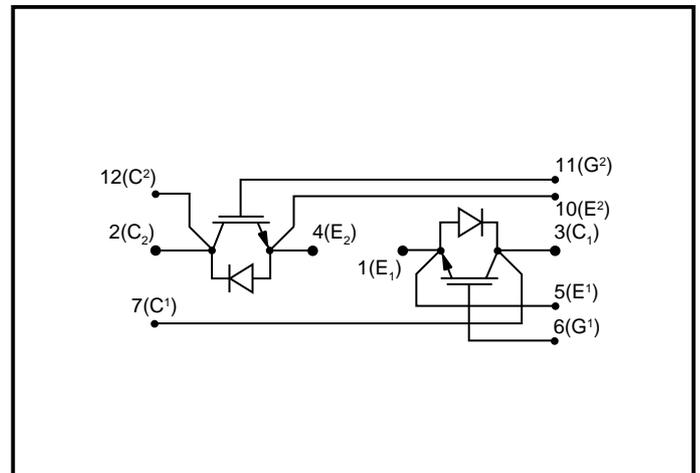 11(G²)
12(C²)
10(E²)
2(C₂)
4(E₂)
3(C₁)
1(E₁)
5(E¹)
7(C¹)
6(G¹)